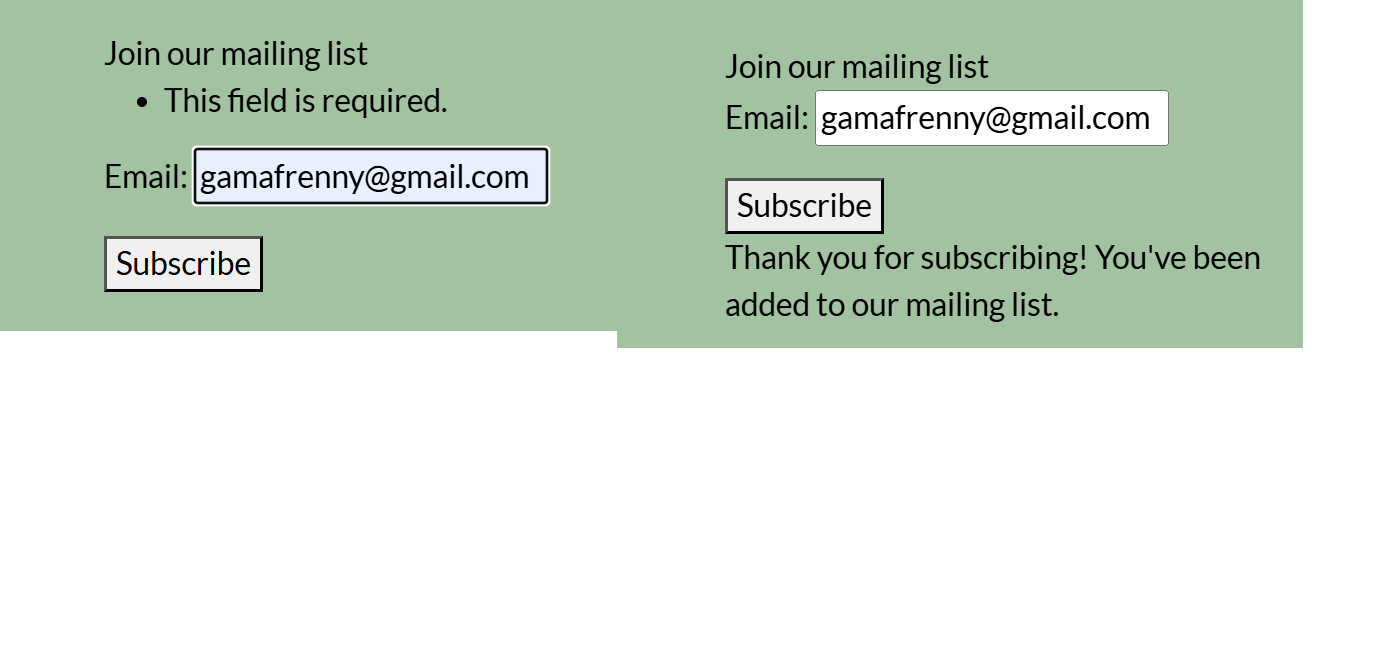 Join our mailing list
• This field is required.
Email: gamafrenny@gmail.com
Subscribe
Join our mailing list
Email: gamafrenny@gmail.com
Subscribe
Thank you for subscribing! You've been
added to our mailing list.